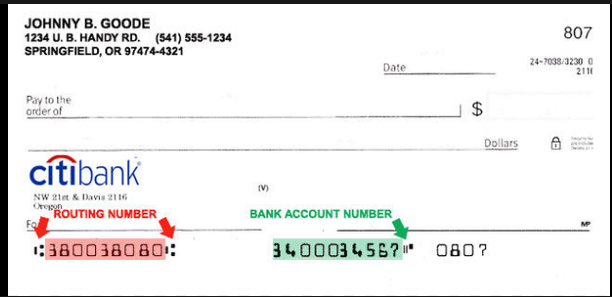 JOHNNY B. GOODE
807
1234 U. B. HANDY RD. (541) 555-1234
SPRINGFIELD, OR 97474-4321
24-7038/3230 0
Date
2116
Pay to the
order of
$
Dollars
citibank
NW 21st & Davis 2116
(V)
Oregon
ROUTING NUMBER
BANK ACCOUNT NUMBER
Fo
MP
⑆380038080⑆ 3400034567⑈ 0807